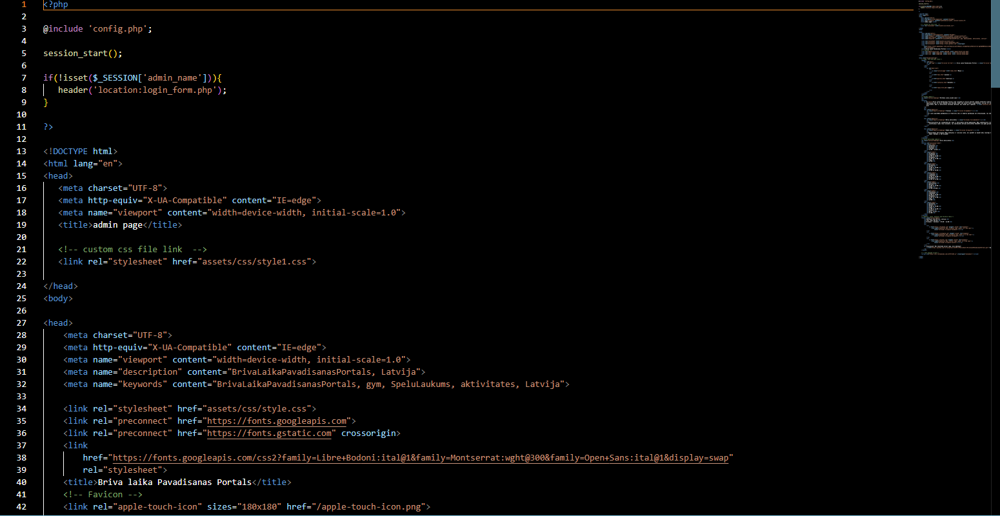 1 <?php
2
3 @include 'config.php';
4
5 session_start();
6
7 if(!isset($_SESSION['admin_name'])){
8 header('location:login_form.php');
9 }
10
11 ?>
12
13 <!DOCTYPE html>
14 <html lang="en">
15 <head>
16 <meta charset="UTF-8">
17 <meta http-equiv="X-UA-Compatible" content="IE=edge">
18 <meta name="viewport" content="width=device-width, initial-scale=1.0">
19 <title>admin page</title>
20
21 <!-- custom css file link  -->
22 <link rel="stylesheet" href="assets/css/style1.css">
23
24 </head>
25 <body>
26
27 <head>
28 <meta charset="UTF-8">
29 <meta http-equiv="X-UA-Compatible" content="IE=edge">
30 <meta name="viewport" content="width=device-width, initial-scale=1.0">
31 <meta name="description" content="BrivaLaikaPavadisanasPortals, Latvija">
32 <meta name="keywords" content="BrivaLaikaPavadisanasPortals, gym, SpeluLaukums, aktivitates, Latvija">
33
34 <link rel="stylesheet" href="assets/css/style.css">
35 <link rel="preconnect" href="https://fonts.googleapis.com">
36 <link rel="preconnect" href="https://fonts.gstatic.com" crossorigin>
37 <link
38 href="https://fonts.googleapis.com/css2?family=Libre+Bodoni:ital@1&family=Montserrat:wght@300&family=Open+Sans:ital@1&display=swap"
39 rel="stylesheet">
40 <title>Briva laika Pavadisanas Portals</title>
41 <!-- Favicon -->
42 <link rel="apple-touch-icon" sizes="180x180" href="/apple-touch-icon.png">